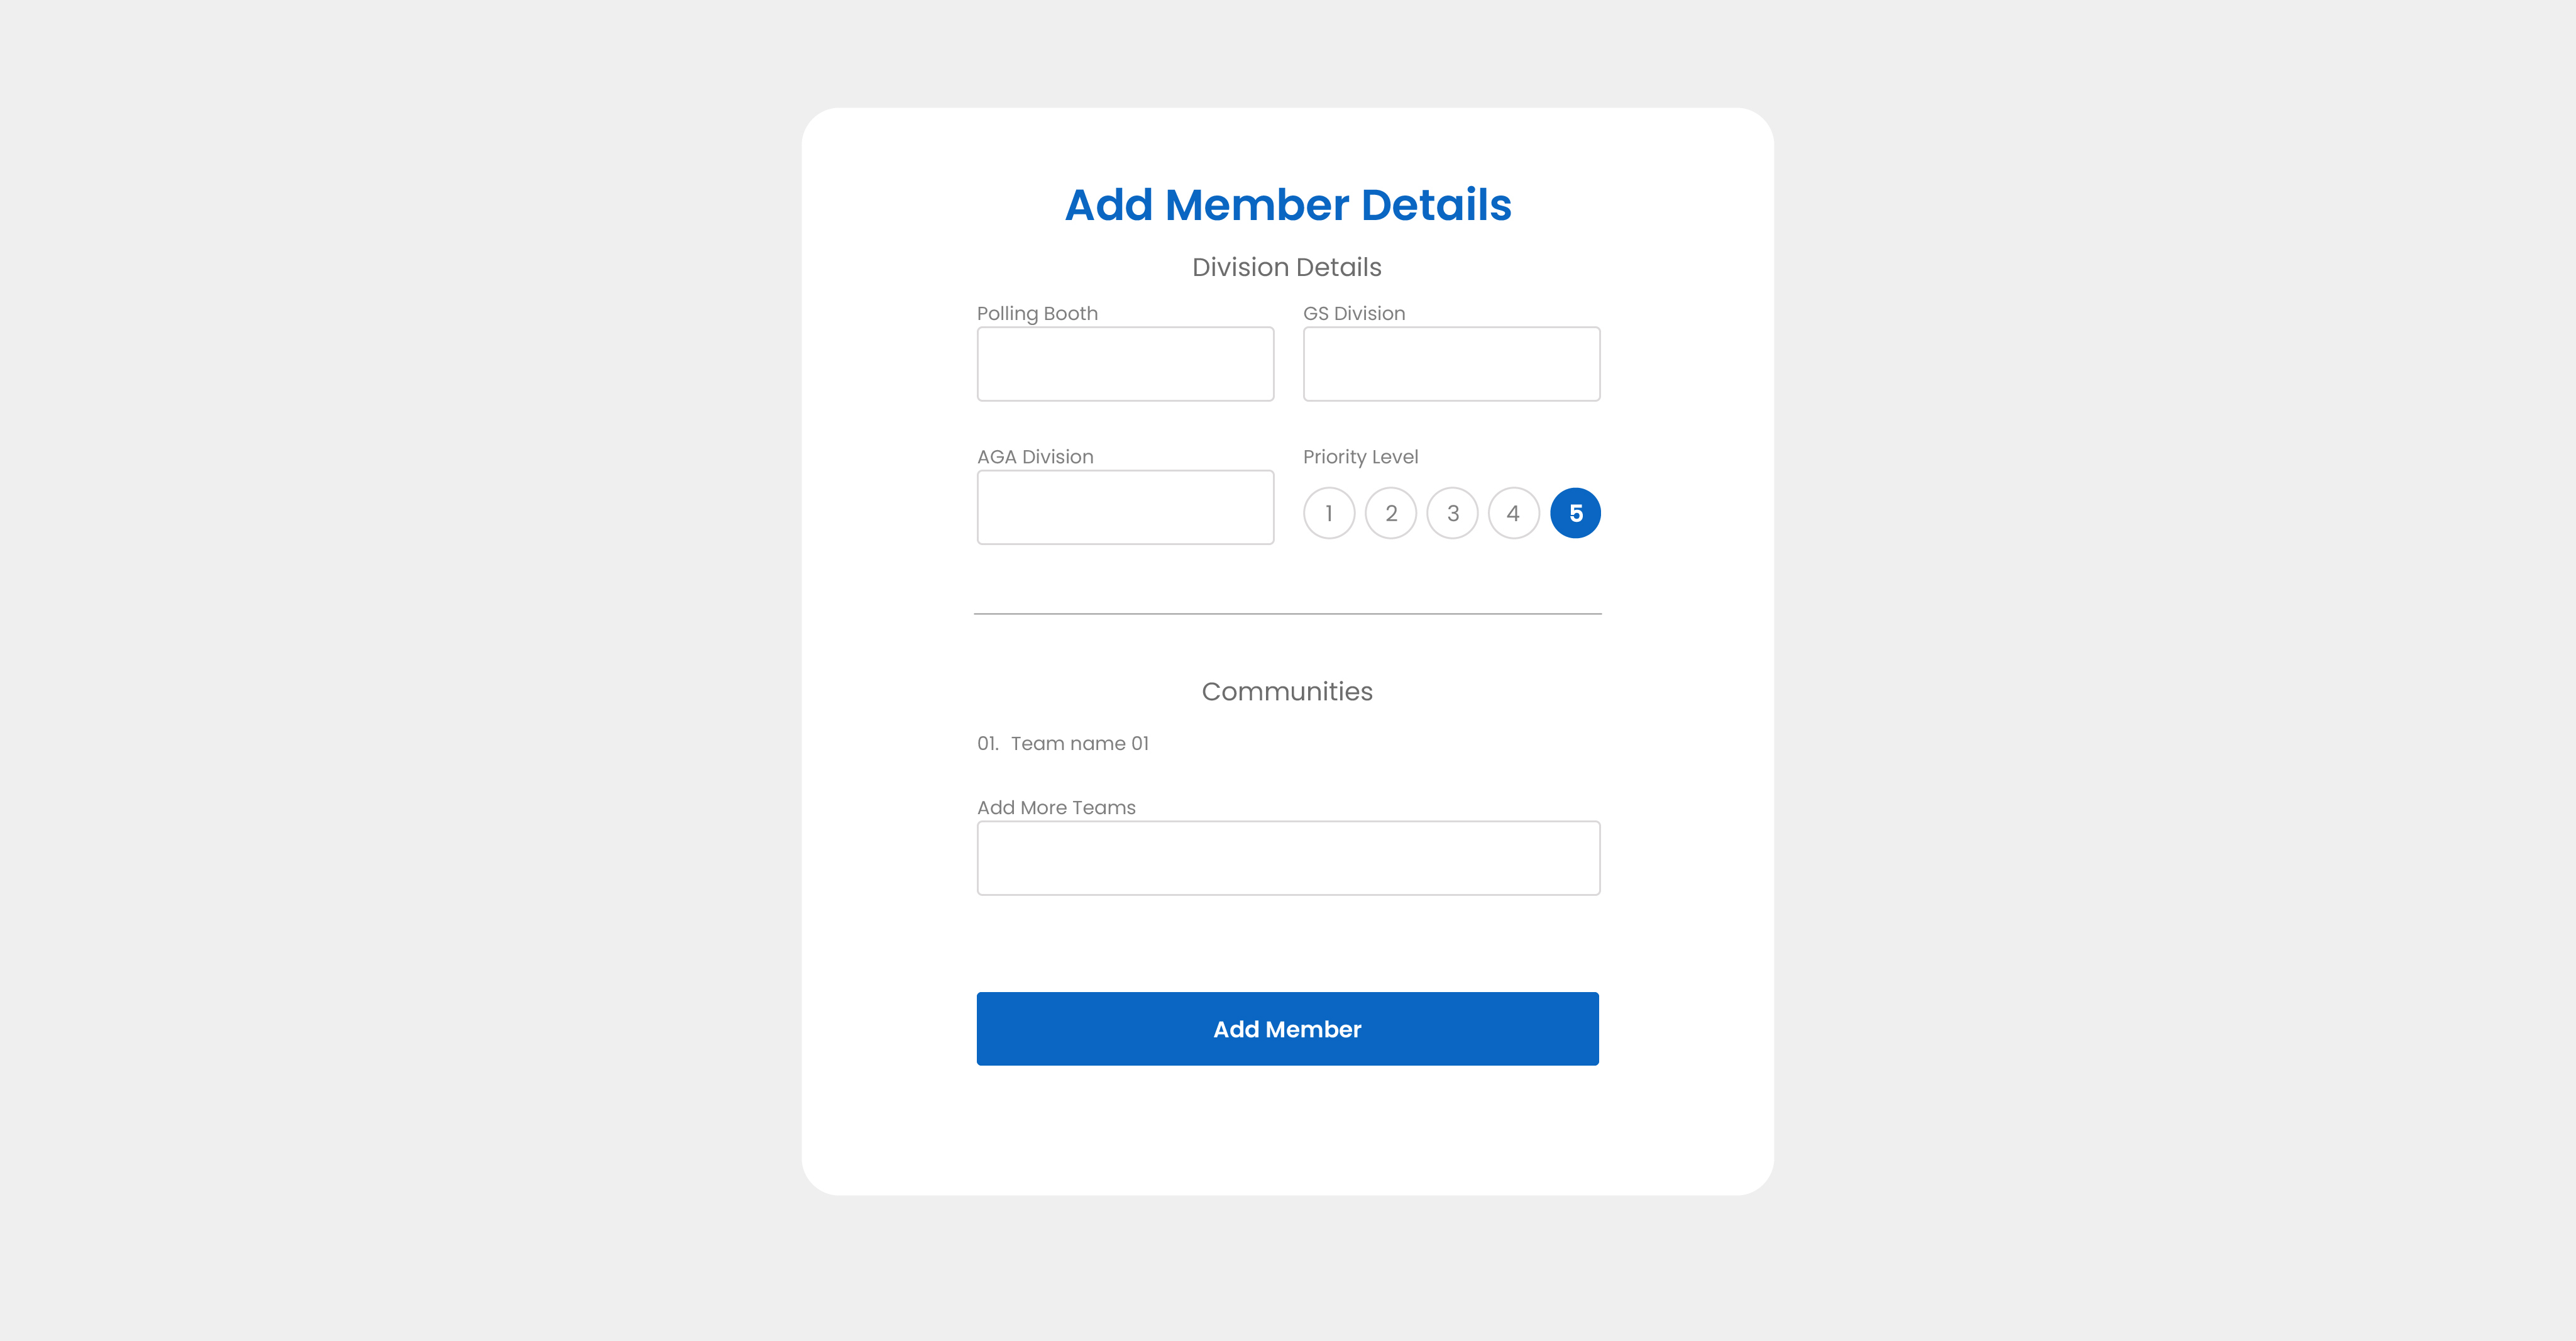 Add Member Details
Division Details
Polling Booth
GS Division
AGA Division
Priority Level
1 2 3 4 5
Communities
01. Team name 01
Add More Teams
Add Member